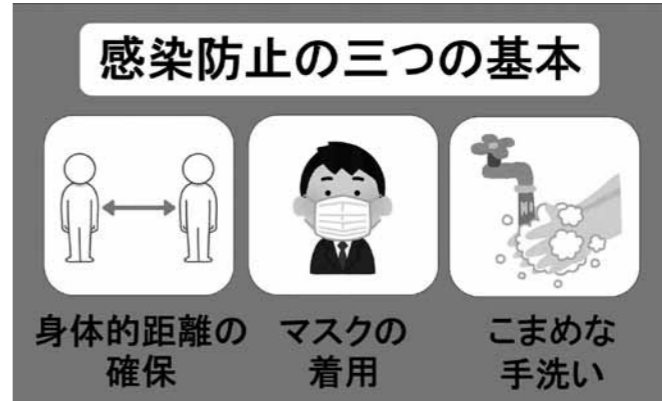 感染防止の三つの基本
身体的距離の
確保
マスクの
着用
こまめな
手洗い